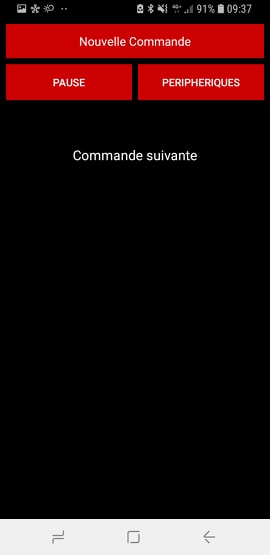 91% 09:37
Nouvelle Commande
PAUSE PERIPHERIQUES
Commande suivante